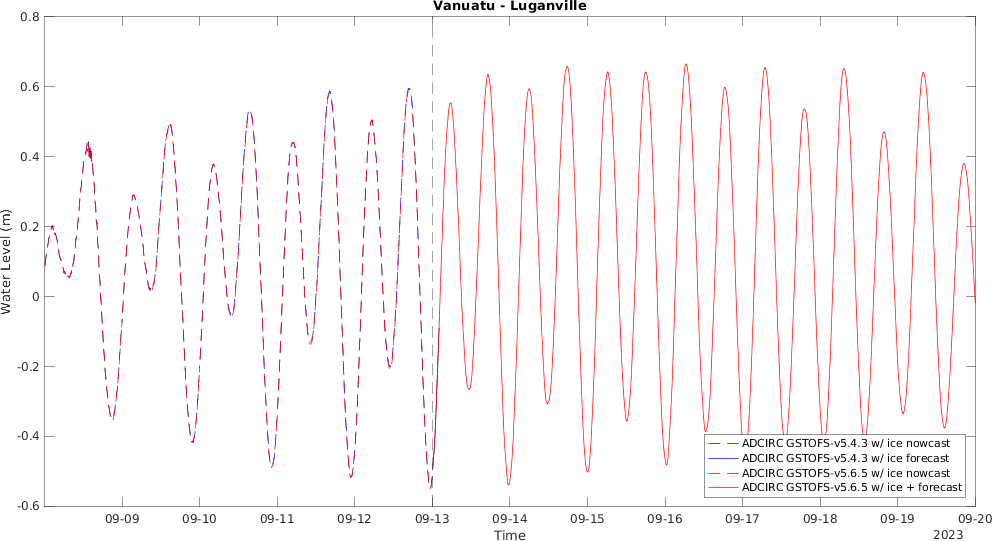 Vanuatu - Luganville
0.8
0.6
0.4
0.2
0
-0.2
-0.4
-0.6
Water Level (m)
ADCIRC GSTOFS-v5.4.3 w/ ice nowcast
ADCIRC GSTOFS-v5.4.3 w/ ice forecast
ADCIRC GSTOFS-v5.6.5 w/ ice nowcast
ADCIRC GSTOFS-v5.6.5 w/ ice + forecast
09-09 09-10 09-11 09-12 09-13 09-14 09-15 09-16 09-17 09-18 09-19 09-20
Time
2023